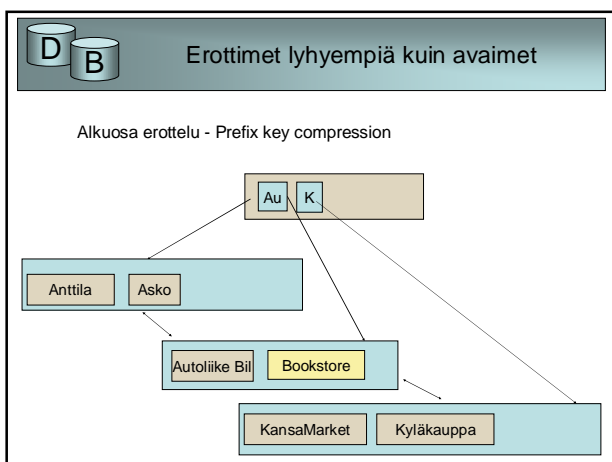 D B
Erottimet lyhyempiä kuin avaimet
Alkuosa erottelu - Prefix key compression
Au K
Anttila Asko
Autoliike Bil Bookstore
KansaMarket Kyläkauppa